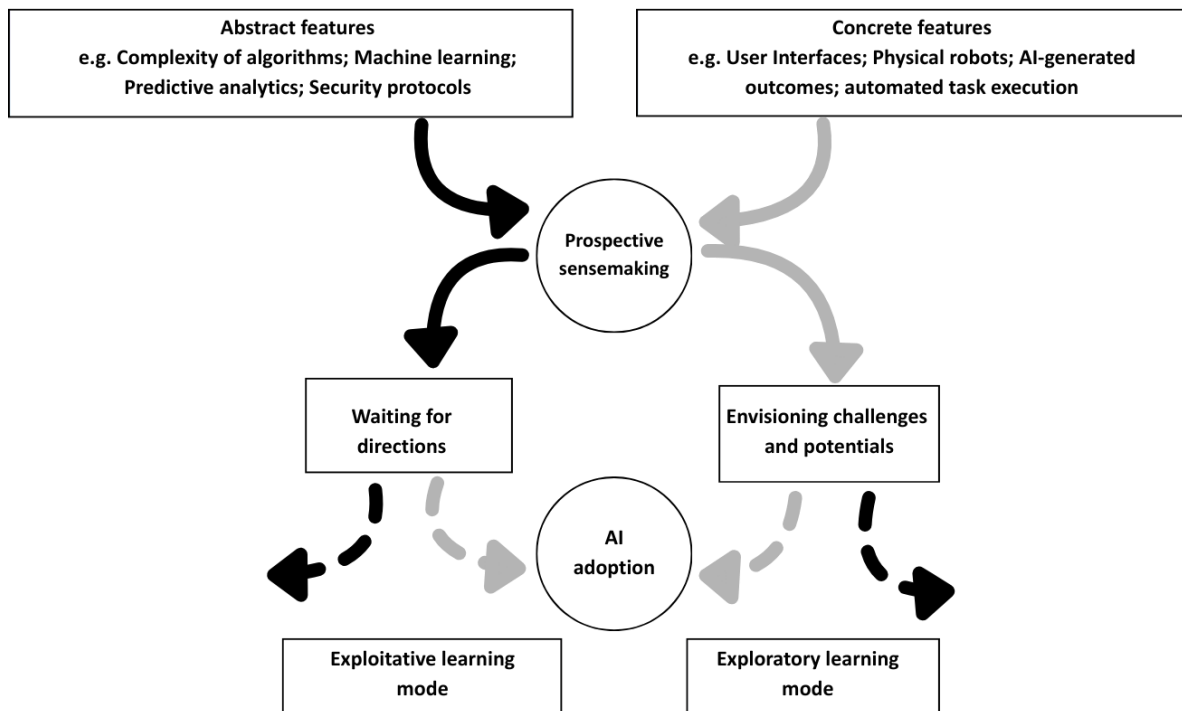 Abstract features
e.g. Complexity of algorithms; Machine learning;
Predictive analytics; Security protocols
Concrete features
e.g. User Interfaces; Physical robots; AI-generated
outcomes; automated task execution
Prospective
sensemaking
Waiting for
directions
Envisioning challenges
and potentials
AI
adoption
Exploitative learning
mode
Exploratory learning
mode